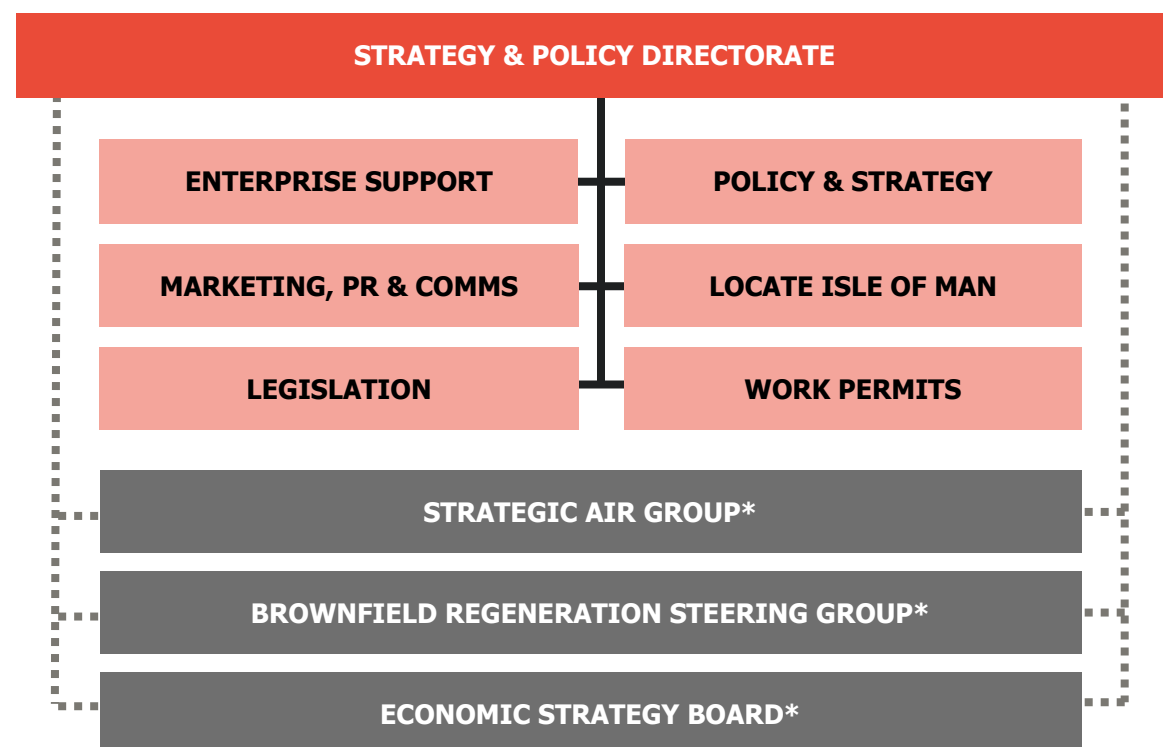 STRATEGY & POLICY DIRECTORATE
ENTERPRISE SUPPORT
POLICY & STRATEGY
MARKETING, PR & COMMS
LOCATE ISLE OF MAN
LEGISLATION
WORK PERMITS
STRATEGIC AIR GROUP*
BROWNFIELD REGENERATION STEERING GROUP*
ECONOMIC STRATEGY BOARD*